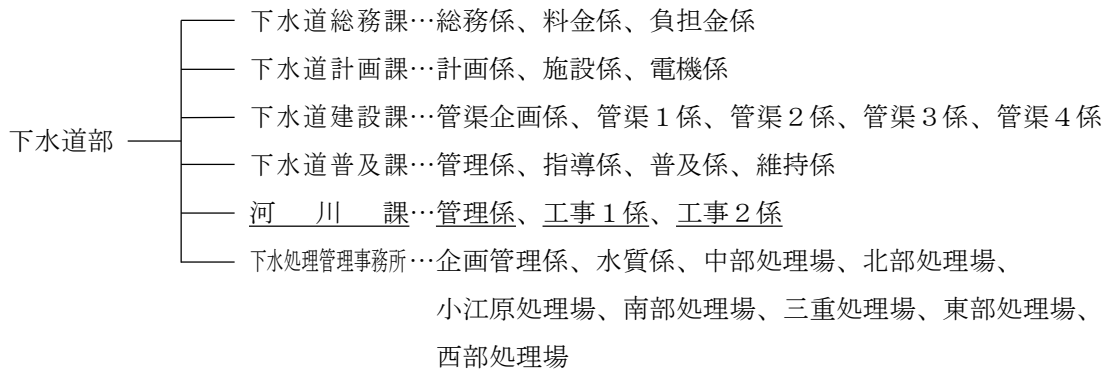 下水道総務課…総務係、料金係、負担金係
下水道計画課…計画係、施設係、電機係
下水道建設課…管渠企画係、管渠１係、管渠２係、管渠３係、管渠４係
下水道部
下水道普及課…管理係、指導係、普及係、維持係
河川課…管理係、工事１係、工事２係
下水処理管理事務所…企画管理係、水質係、中部処理場、北部処理場、
小江原処理場、南部処理場、三重処理場、東部処理場、
西部処理場